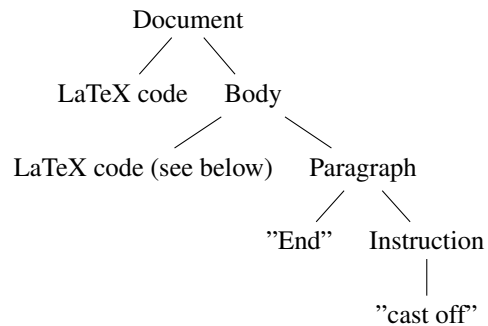 Document
LaTeX code Body
LaTeX code (see below) Paragraph
”End” Instruction
”cast off”